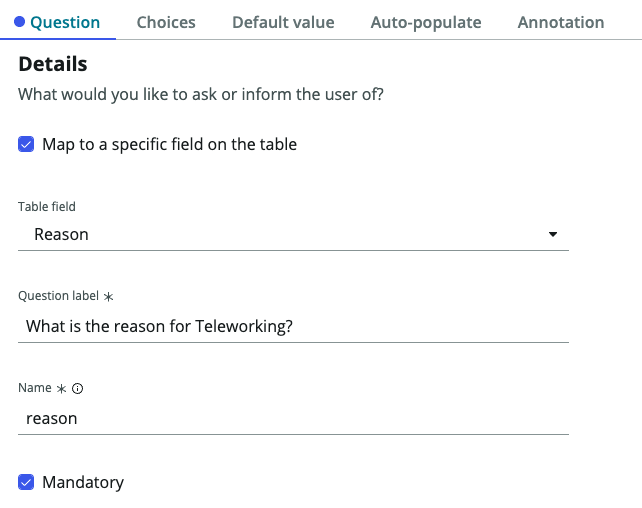 Question Choices Default value Auto-populate Annotation
Details
What would you like to ask or inform the user of?
Map to a specific field on the table
Table field
Reason
Question label *
What is the reason for Teleworking?
Name *
reason
Mandatory